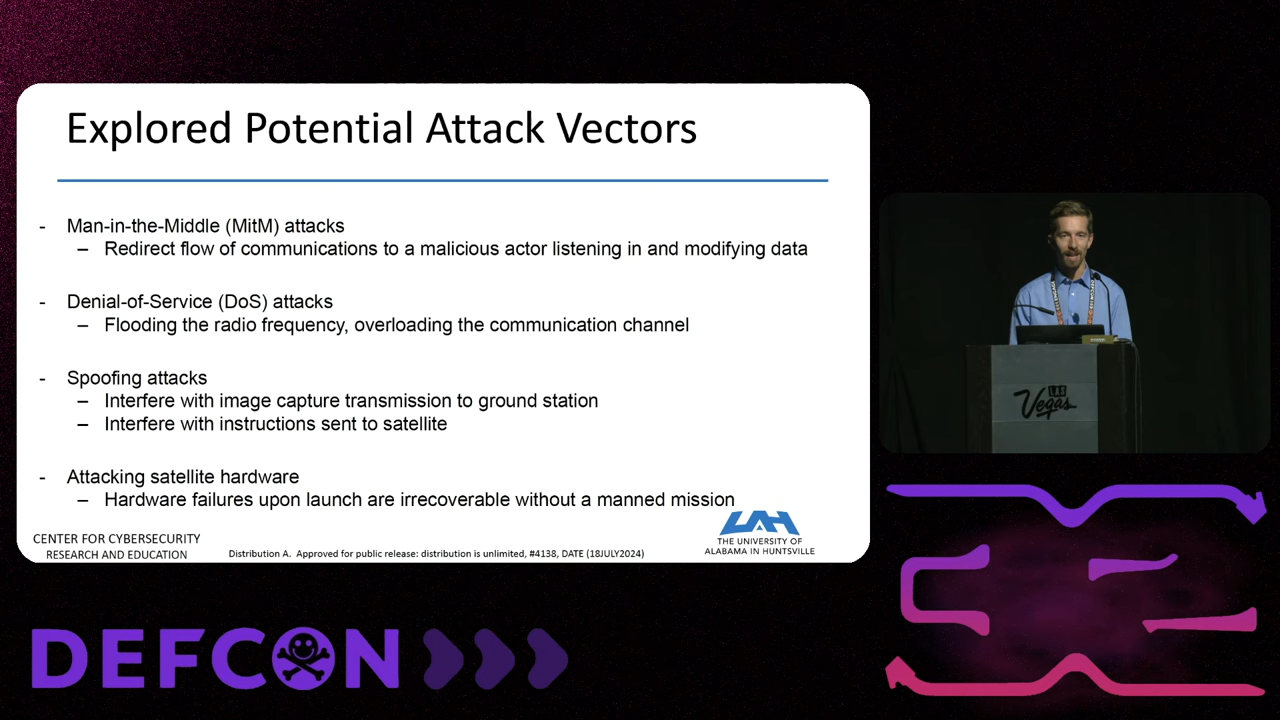 Explored Potential Attack Vectors
- Man-in-the-Middle (MitM) attacks
– Redirect flow of communications to a malicious actor listening in and modifying data
- Denial-of-Service (DoS) attacks
– Flooding the radio frequency, overloading the communication channel
- Spoofing attacks
– Interfere with image capture transmission to ground station
– Interfere with instructions sent to satellite
- Attacking satellite hardware
– Hardware failures upon launch are irrecoverable without a manned mission
CENTER FOR CYBERSECURITY
RESEARCH AND EDUCATION
Distribution A. Approved for public release: distribution is unlimited, #4138, DATE (18JULY2024)
UAH
THE UNIVERSITY OF
ALABAMA IN HUNTSVILLE
LAS
Vegas
DEFCON